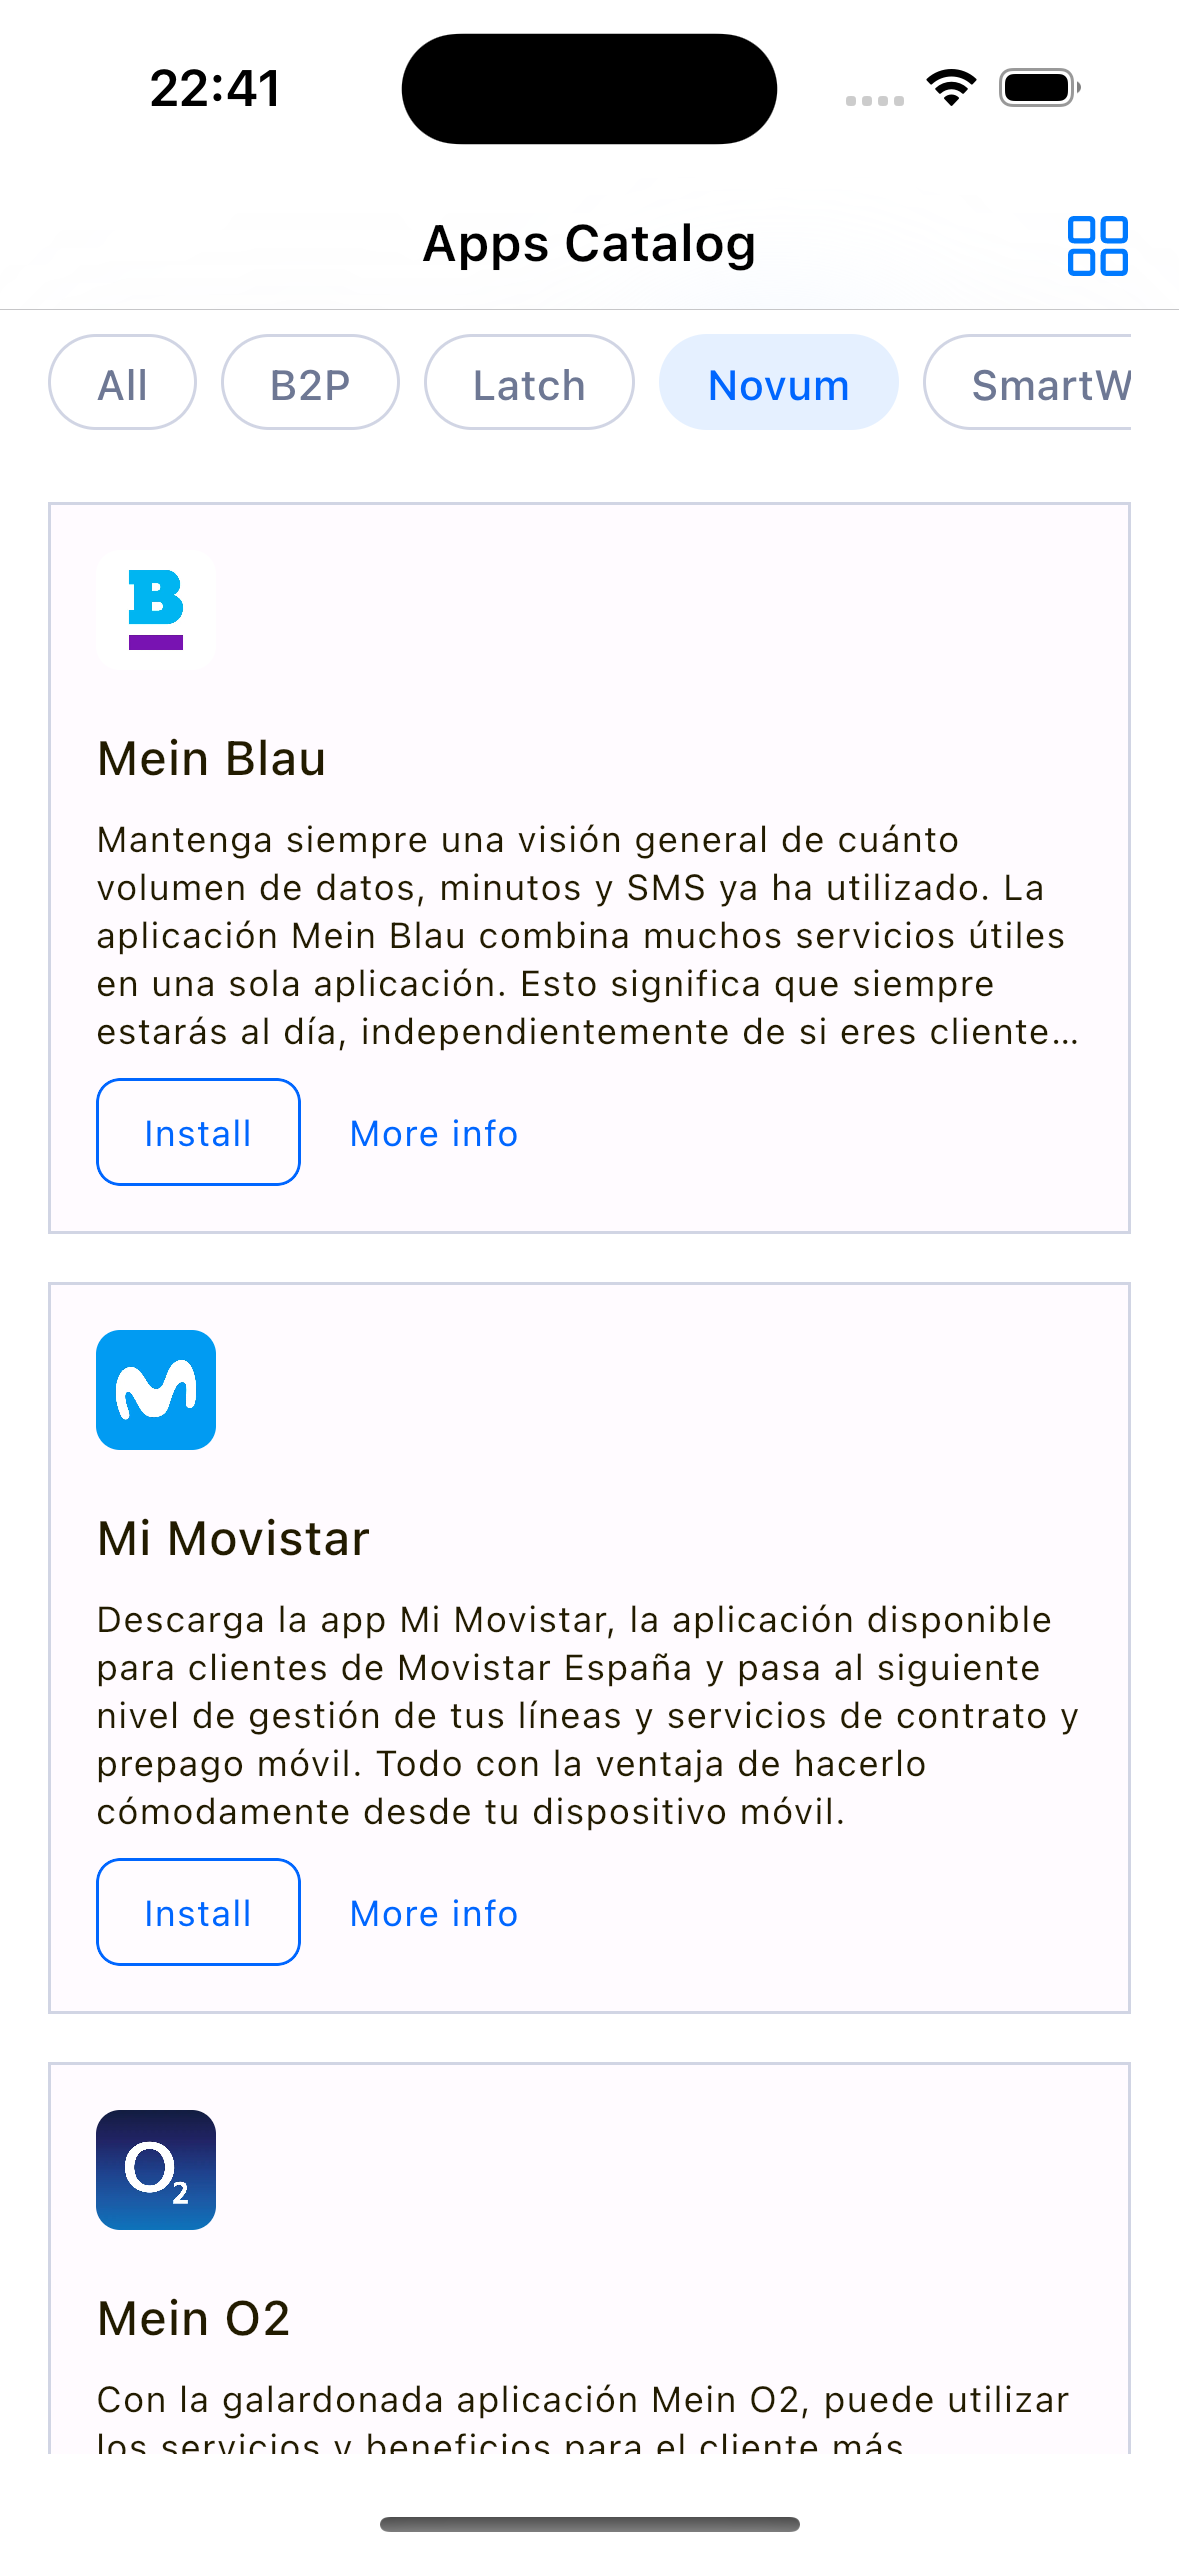 22:41
Apps Catalog
All
B2P
Latch
Novum
SmartW
B
Mein Blau
Mantenga siempre una visión general de cuánto
volumen de datos, minutos y SMS ya ha utilizado. La
aplicación Mein Blau combina muchos servicios útiles
en una sola aplicación. Esto significa que siempre
estarás al día, independientemente de si eres cliente...
Install
More info
Mi Movistar
Descarga la app Mi Movistar, la aplicación disponible
para clientes de Movistar España y pasa al siguiente
nivel de gestión de tus líneas y servicios de contrato y
prepago móvil. Todo con la ventaja de hacerlo
cómodamente desde tu dispositivo móvil.
Install
More info
O2
Mein O2
Con la galardonada aplicación Mein O2, puede utilizar
los servicios y beneficios para el cliente más